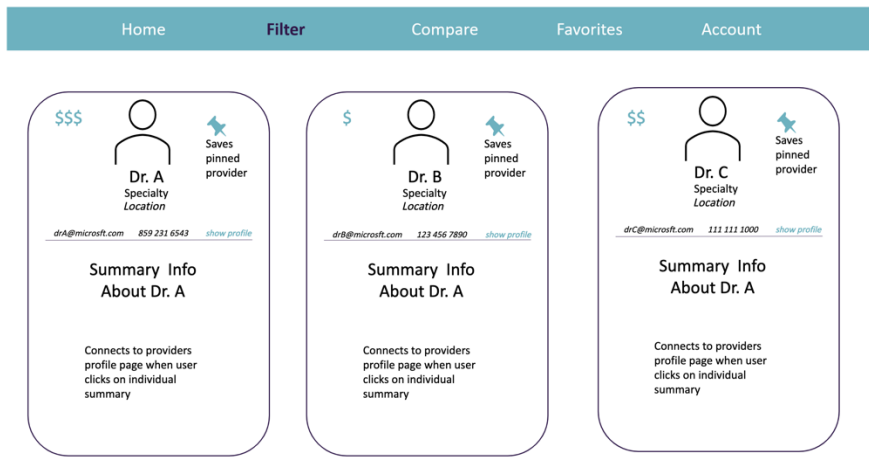 Home Filter Compare Favorites Account
$$$
Saves
pinned
provider
Dr. A
Specialty
Location
drA@microsft.com 859 231 6543 show profile
Summary Info
About Dr. A
Connects to providers
profile page when user
clicks on individual
summary
$
Saves
pinned
provider
Dr. B
Specialty
Location
drB@microsft.com 123 456 7890 show profile
Summary Info
About Dr. A
Connects to providers
profile page when user
clicks on individual
summary
$$
Saves
pinned
provider
Dr. C
Specialty
Location
drC@microsft.com 111 111 1000 show profile
Summary Info
About Dr. A
Connects to providers
profile page when user
clicks on individual
summary